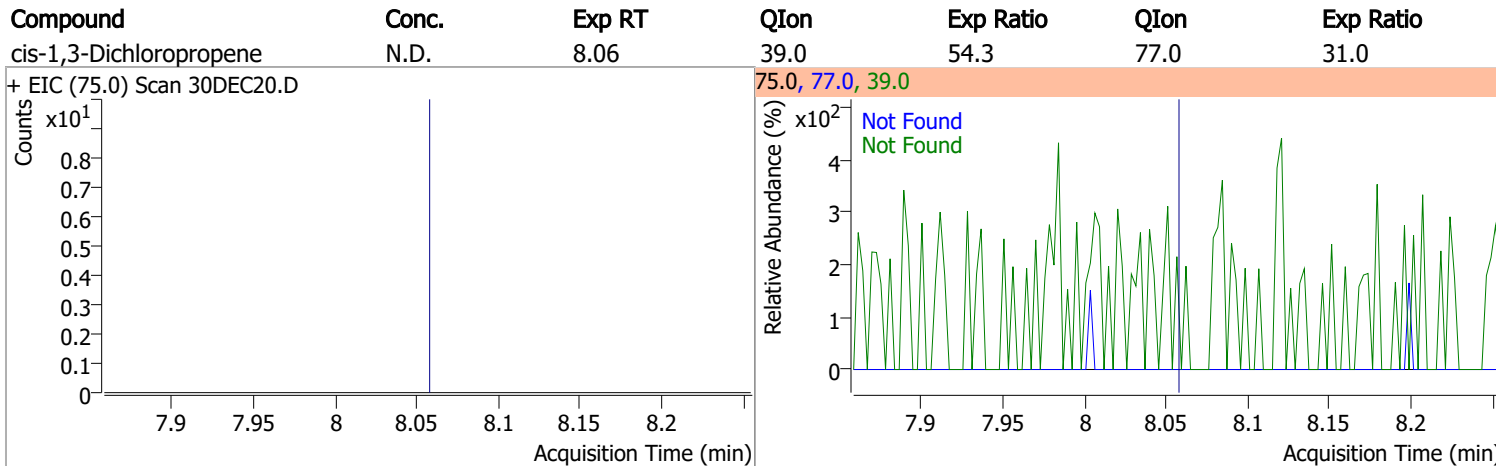 Compound Conc. Exp RT QIon Exp Ratio QIon Exp Ratio
cis-1,3-Dichloropropene N.D. 8.06 39.0 54.3 77.0 31.0
+ EIC (75.0) Scan 30DEC20.D
Counts
x10¹
0.8
0.7
0.6
0.5
0.4
0.3
0.2
0.1
0
7.9 7.95 8 8.05 8.1 8.15 8.2
Acquisition Time (min)
75.0, 77.0, 39.0
Relative Abundance (%)
x10²
Not Found
Not Found
4
3
2
1
0
7.9 7.95 8 8.05 8.1 8.15 8.2
Acquisition Time (min)